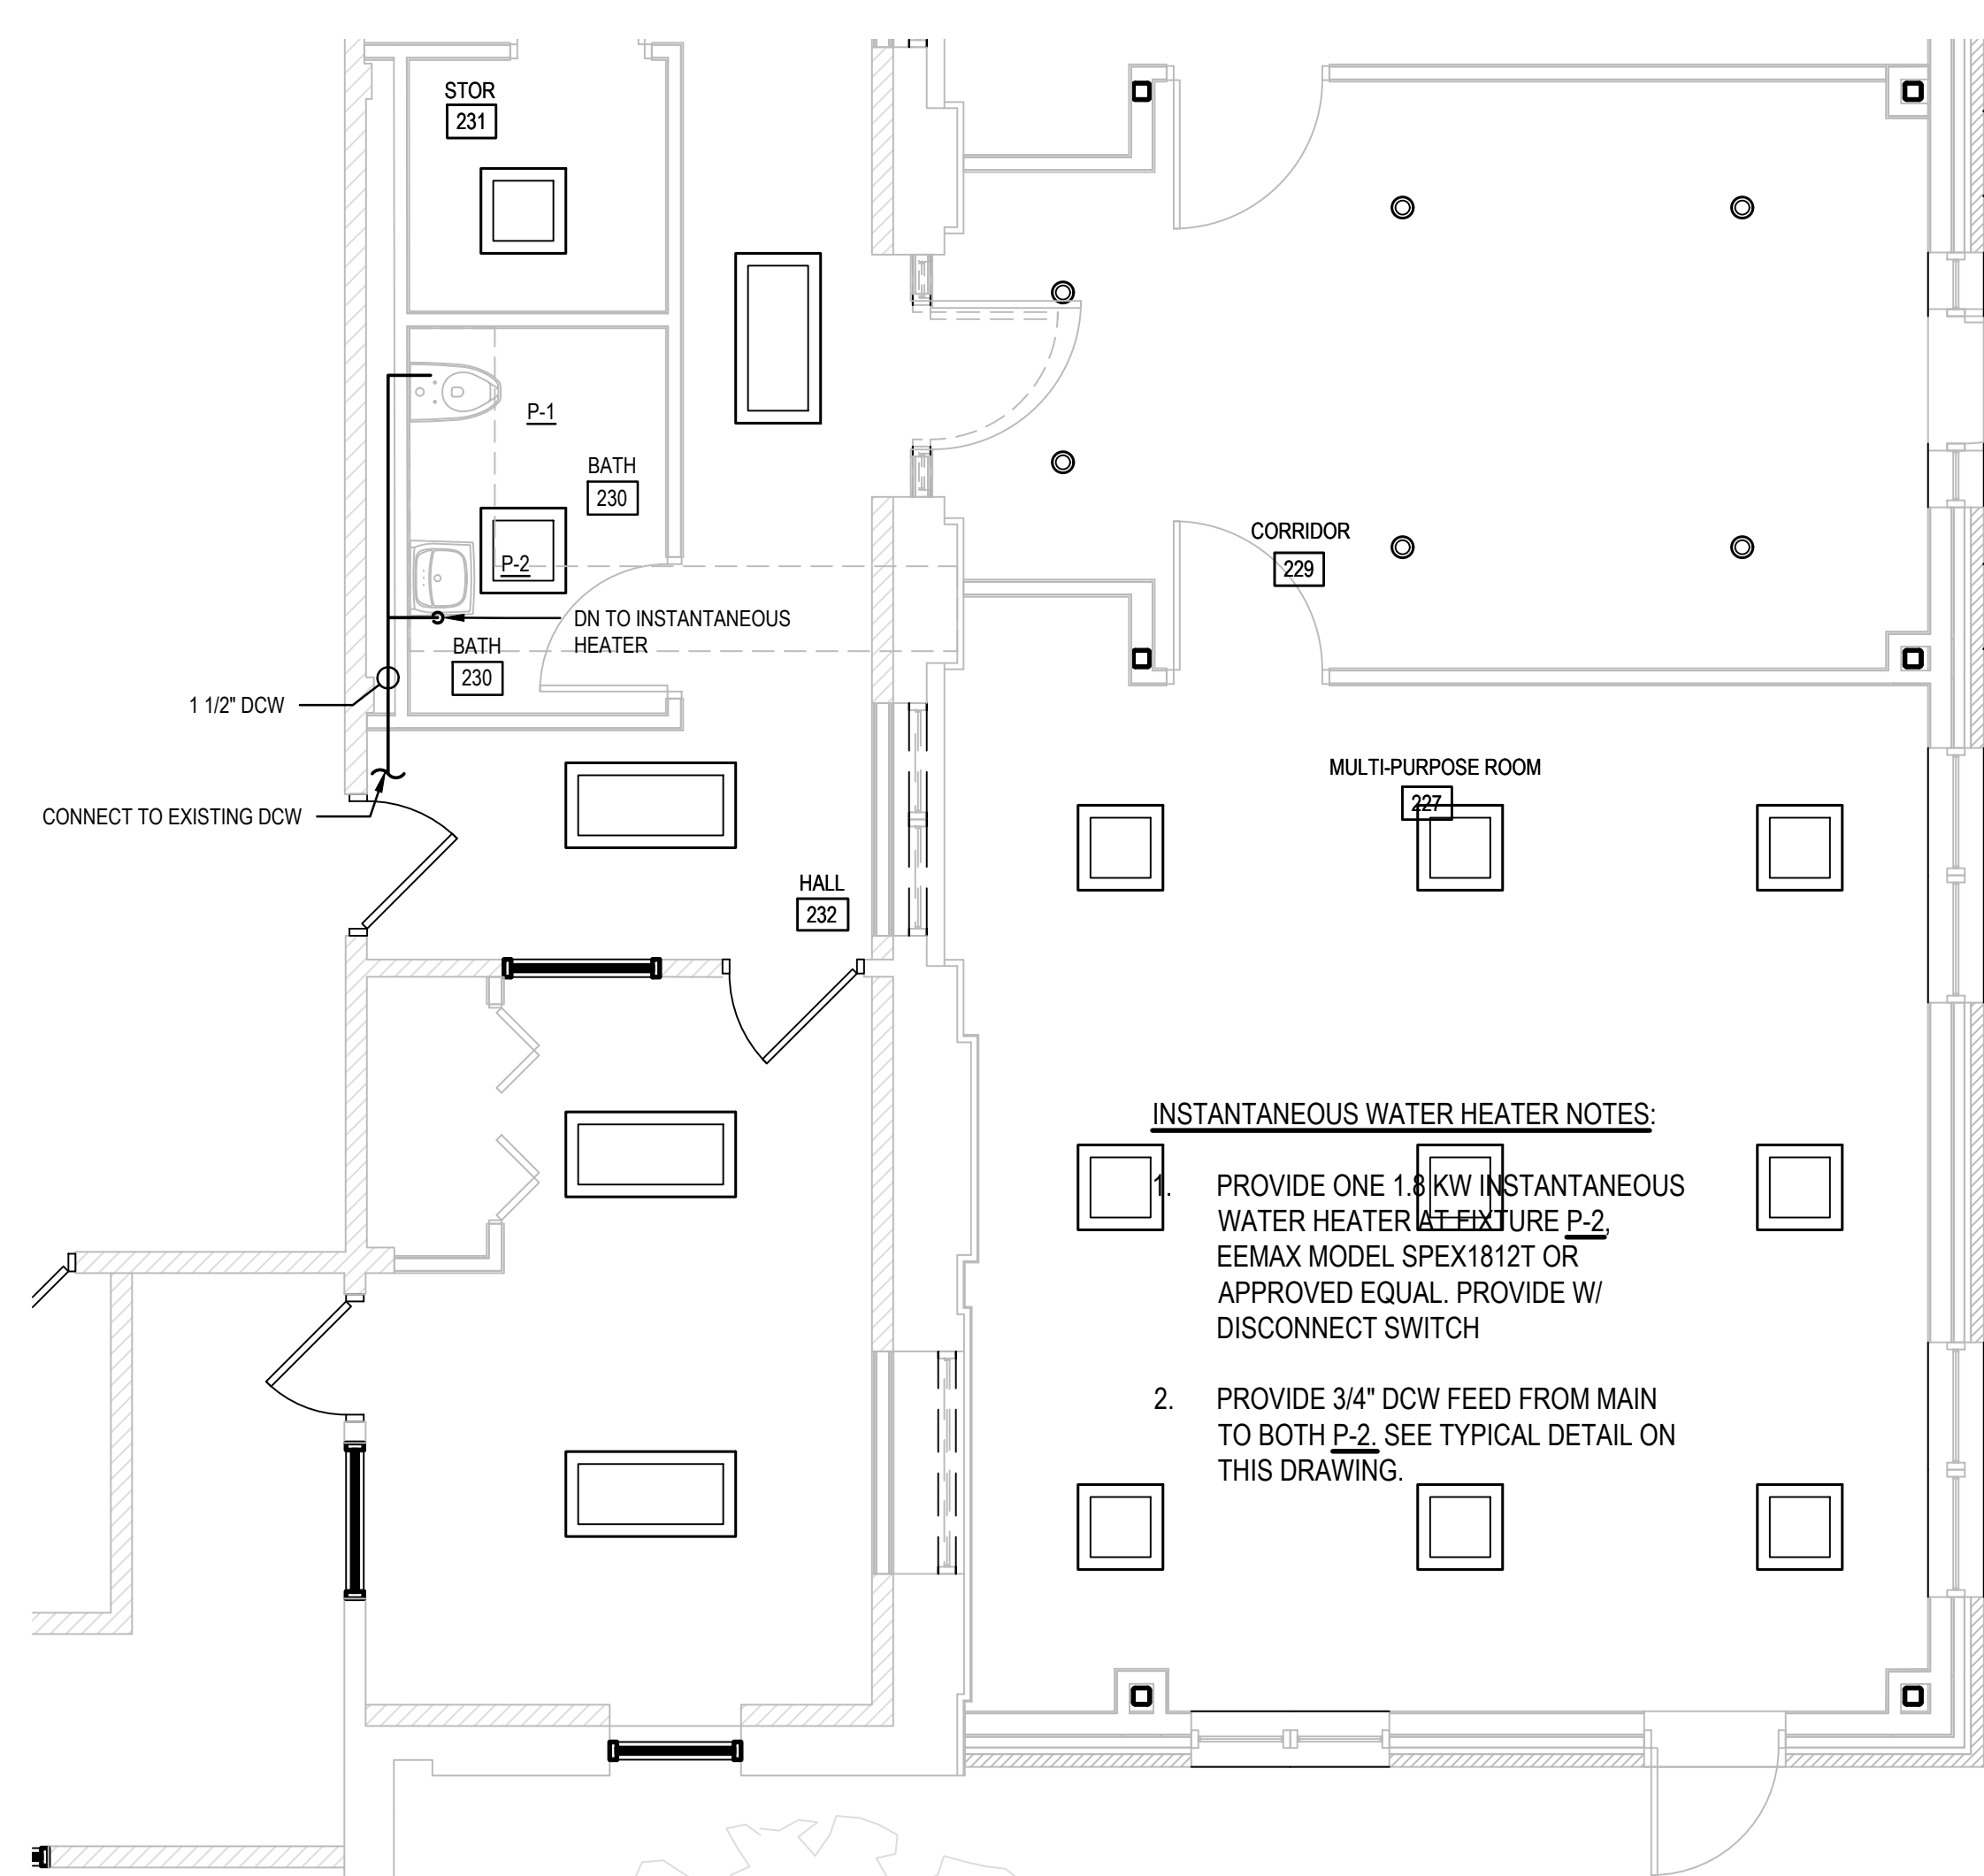 STOR
231
P-1
BATH
230
P-2
DN TO INSTANTANEOUS
HEATER
BATH
230
1 1/2" DCW
CONNECT TO EXISTING DCW
CORRIDOR
229
MULTI-PURPOSE ROOM
227
HALL
232
INSTANTANEOUS WATER HEATER NOTES:
1. PROVIDE ONE 1.8 KW INSTANTANEOUS
WATER HEATER AT FIXTURE P-2,
EEMAX MODEL SPEX1812T OR
APPROVED EQUAL. PROVIDE W/
DISCONNECT SWITCH
2. PROVIDE 3/4" DCW FEED FROM MAIN
TO BOTH P-2. SEE TYPICAL DETAIL ON
THIS DRAWING.